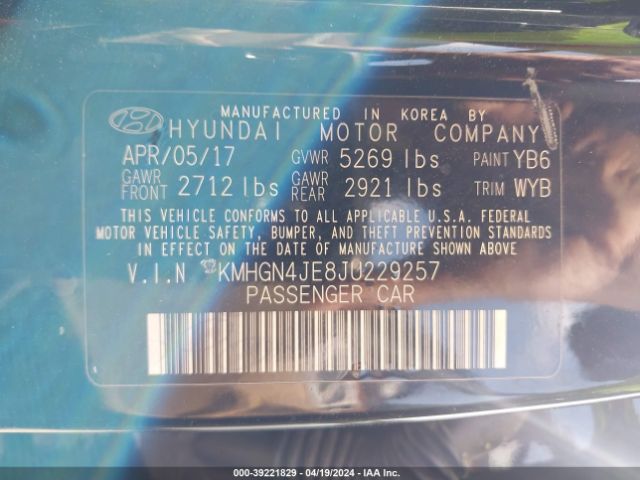 MANUFACTURED IN KOREA BY
HYUNDAI MOTOR COMPANY
APR/05/17 GVWR 5269 lbs PAINT YB6
GAWR FRONT 2712 lbs GAWR REAR 2921 lbs TRIM WYB
THIS VEHICLE CONFORMS TO ALL APPLICABLE U.S.A. FEDERAL
MOTOR VEHICLE SAFETY, BUMPER, AND THEFT PREVENTION STANDARDS
IN EFFECT ON THE DATE OF MANUFACTURE SHOWN ABOVE.
V.I.N KMHGN4JE8JU229257
PASSENGER CAR
000-39221829 - 04/19/2024 - IAA Inc.